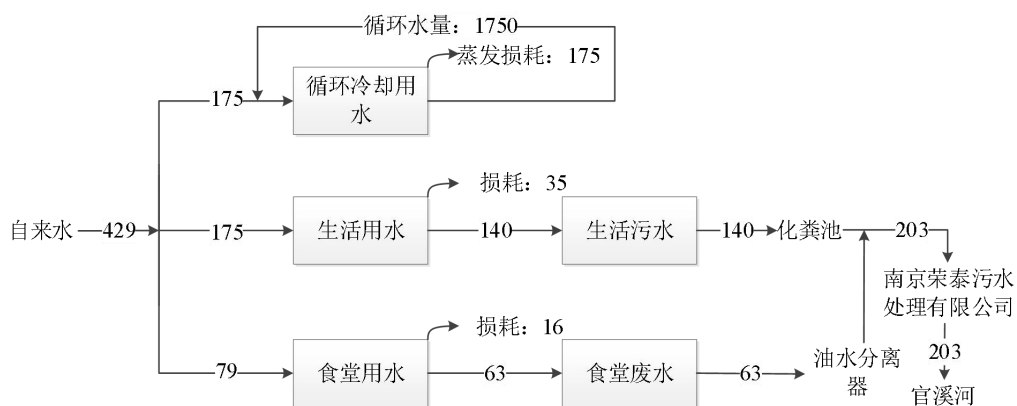 循环水量：1750
蒸发损耗：175
循环冷却用
水
175
损耗：35
自来水
429
175
生活用水
140
生活污水
140
化粪池
203
南京荣泰污水
处理有限公司
203
官溪河
损耗：16
79
食堂用水
63
食堂废水
63
油水分离
器